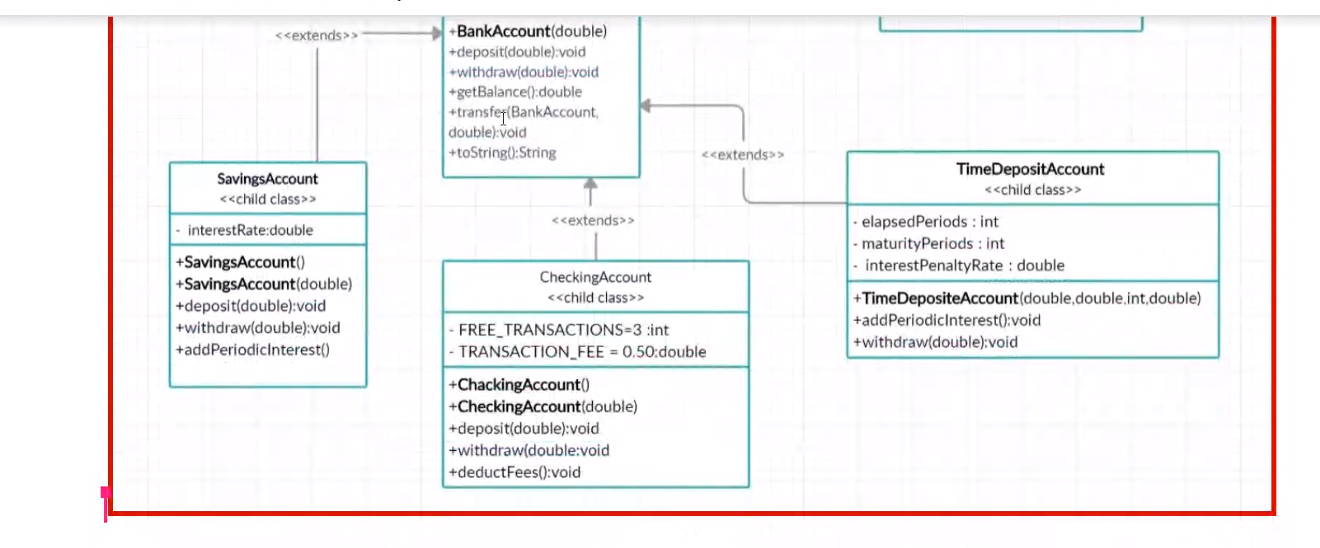 <<extends>>
+BankAccount(double)
+deposit(double):void
+withdraw(double):void
+getBalance():double
+transfer(BankAccount,
double):void
+toString():String
<<extends>>
<<extends>>
SavingsAccount
<<child class>>
- interestRate:double
+SavingsAccount()
+SavingsAccount(double)
+deposit(double):void
+withdraw(double):void
+addPeriodicInterest()
CheckingAccount
<<child class>>
- FREE_TRANSACTIONS=3 :int
- TRANSACTION_FEE = 0.50:double
+ChackingAccount()
+CheckingAccount(double)
+deposit(double):void
+withdraw(double:void
+deductFees():void
TimeDepositAccount
<<child class>>
- elapsedPeriods : int
- maturityPeriods : int
- interestPenaltyRate : double
+TimeDepositeAccount(double,double,int,double)
+addPeriodicInterest():void
+withdraw(double):void